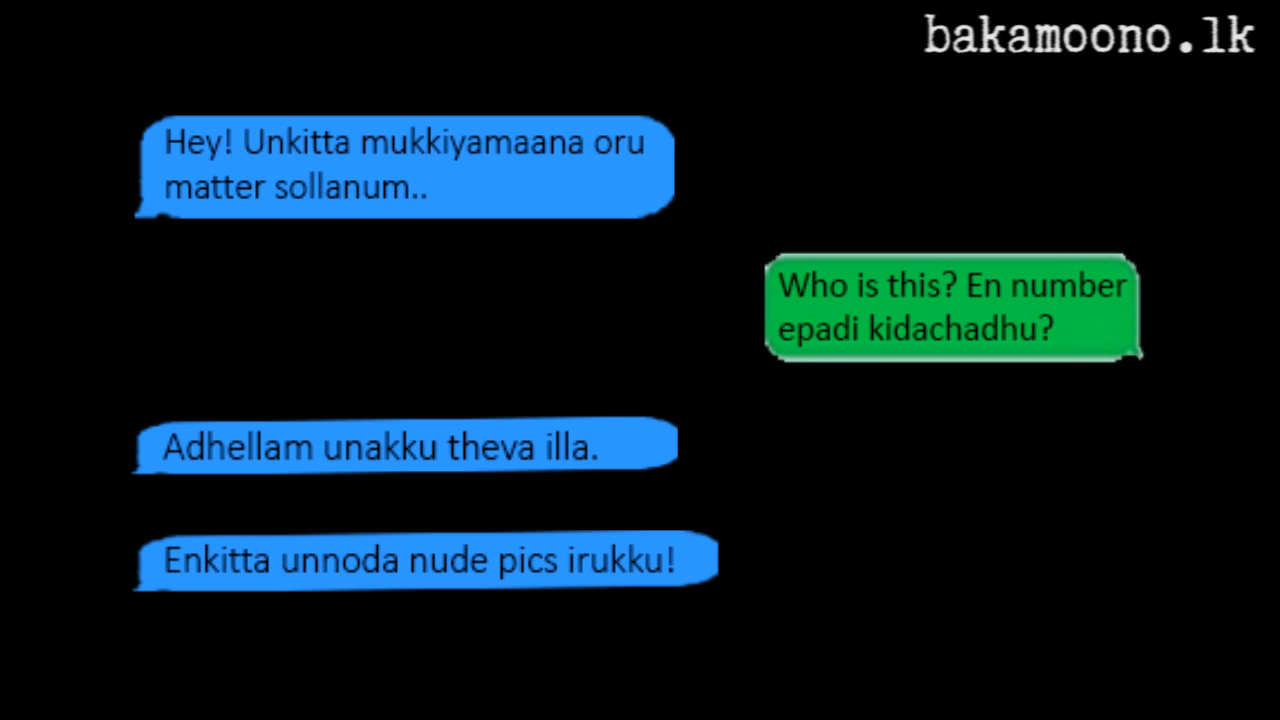 bakamoono.lk
Hey! Unkitta mukkiyamaana oru
matter sollanum..
Who is this? En number
epadi kidachadhu?
Adhellam unakku theva illa.
Enkitta unnoda nude pics irukku!